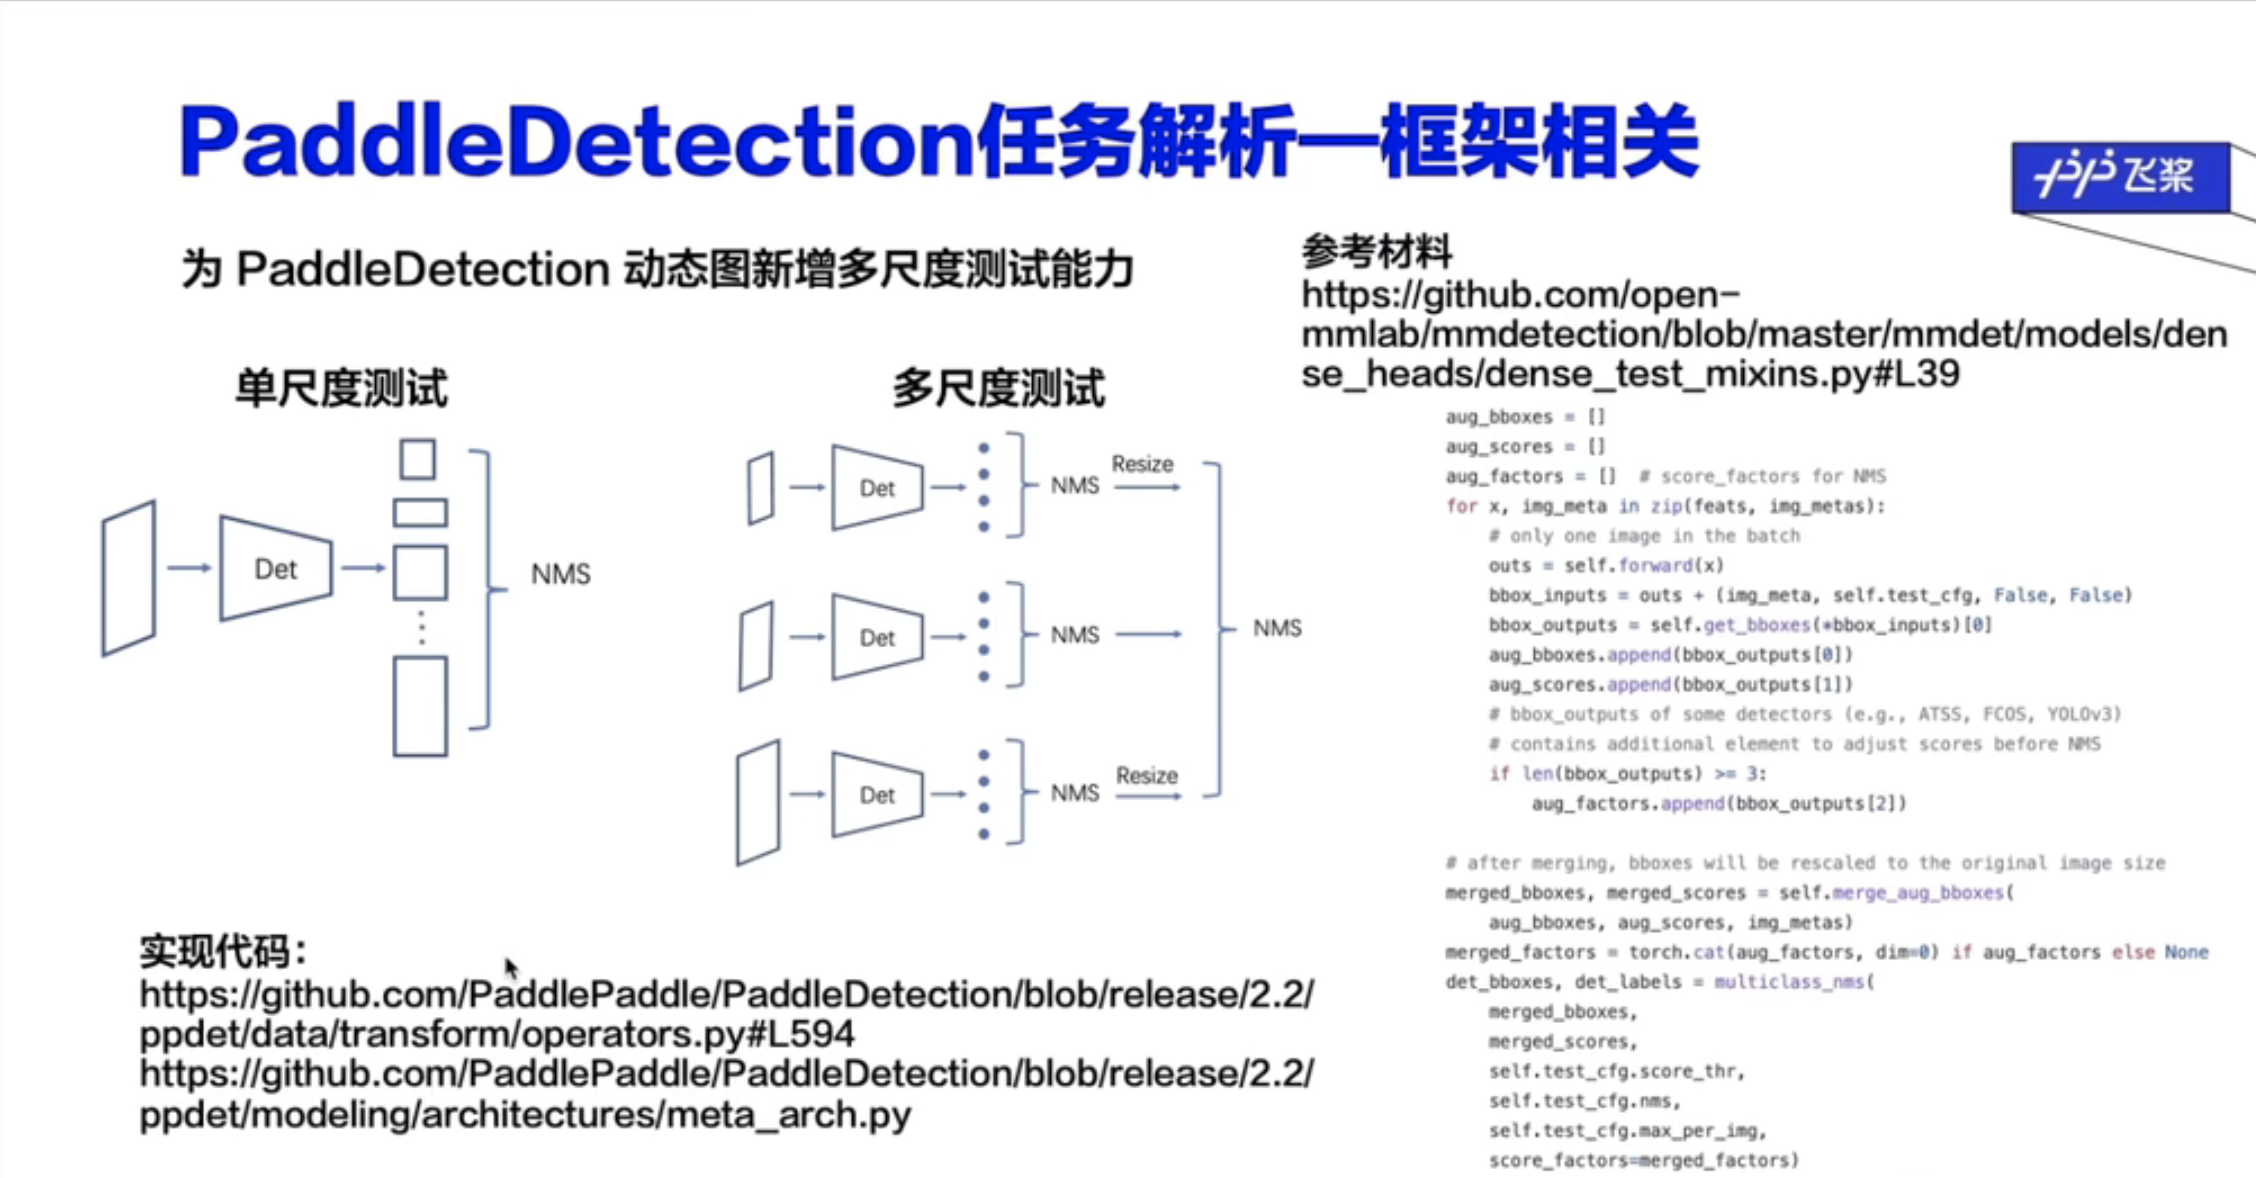 PaddleDetection任务解析—框架相关
飞桨
为 PaddleDetection 动态图新增多尺度测试能力
单尺度测试
Det
NMS
多尺度测试
Det
NMS
Resize
Det
NMS
Det
NMS
Resize
NMS
实现代码：
https://github.com/PaddlePaddle/PaddleDetection/blob/release/2.2/
ppdet/data/transform/operators.py#L594
https://github.com/PaddlePaddle/PaddleDetection/blob/release/2.2/
ppdet/modeling/architectures/meta_arch.py
参考材料
https://github.com/open-
mmlab/mmdetection/blob/master/mmdet/models/den
se_heads/dense_test_mixins.py#L39
aug_bboxes = []
aug_scores = []
aug_factors = []  # score_factors for NMS
for x, img_meta in zip(feats, img_metas):
    # only one image in the batch
    outs = self.forward(x)
    bbox_inputs = outs + (img_meta, self.test_cfg, False, False)
    bbox_outputs = self.get_bboxes(*bbox_inputs)[0]
    aug_bboxes.append(bbox_outputs[0])
    aug_scores.append(bbox_outputs[1])
    # bbox_outputs of some detectors (e.g., ATSS, FCOS, YOLOv3)
    # contains additional element to adjust scores before NMS
    if len(bbox_outputs) >= 3:
        aug_factors.append(bbox_outputs[2])
# after merging, bboxes will be rescaled to the original image size
merged_bboxes, merged_scores = self.merge_aug_bboxes(
    aug_bboxes, aug_scores, img_metas)
merged_factors = torch.cat(aug_factors, dim=0) if aug_factors else None
det_bboxes, det_labels = multiclass_nms(
    merged_bboxes,
    merged_scores,
    self.test_cfg.score_thr,
    self.test_cfg.nms,
    self.test_cfg.max_per_img,
    score_factors=merged_factors)